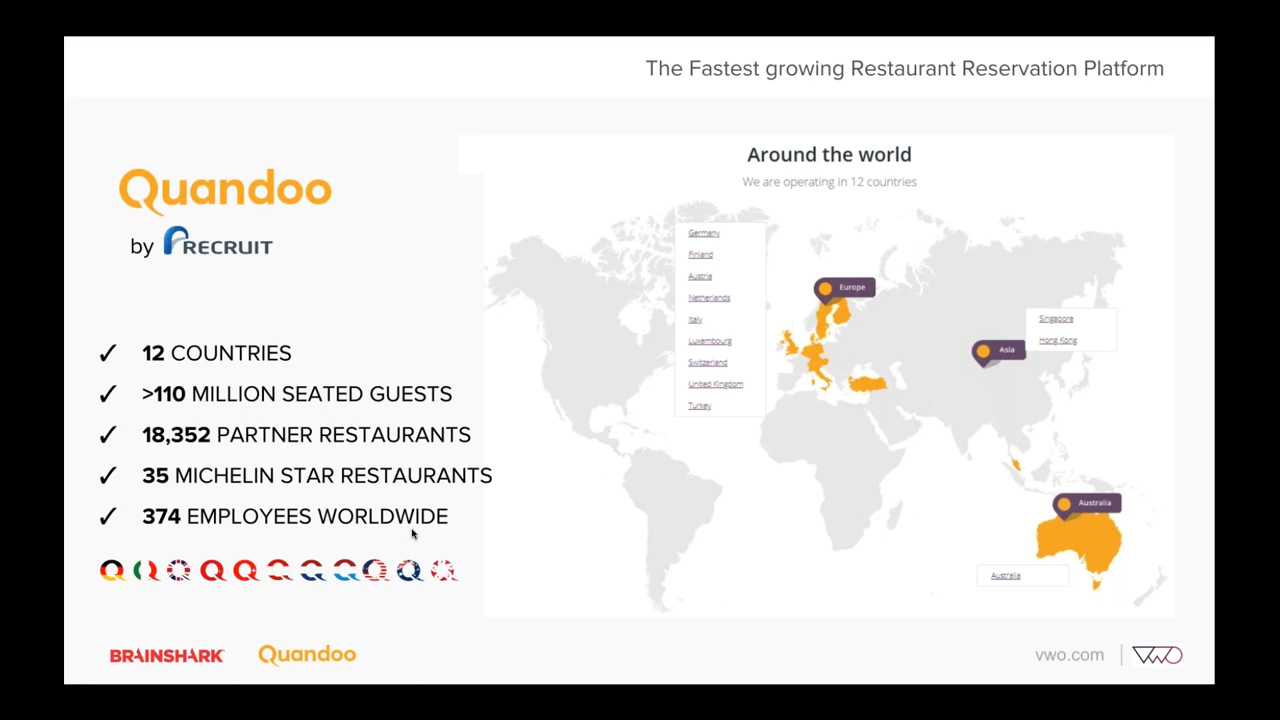 The Fastest growing Restaurant Reservation Platform
Quandoo
by RECRUIT
✓ 12 COUNTRIES
✓ >110 MILLION SEATED GUESTS
✓ 18,352 PARTNER RESTAURANTS
✓ 35 MICHELIN STAR RESTAURANTS
✓ 374 EMPLOYEES WORLDWIDE
Around the world
We are operating in 12 countries
Germany
Finland
Austria
Netherlands
Italy
Luxembourg
Switzerland
United Kingdom
Turkey
Europe
Singapore
Hong Kong
Asia
Australia
Australia
BRAINSHARK Quandoo
vwo.com | VWO